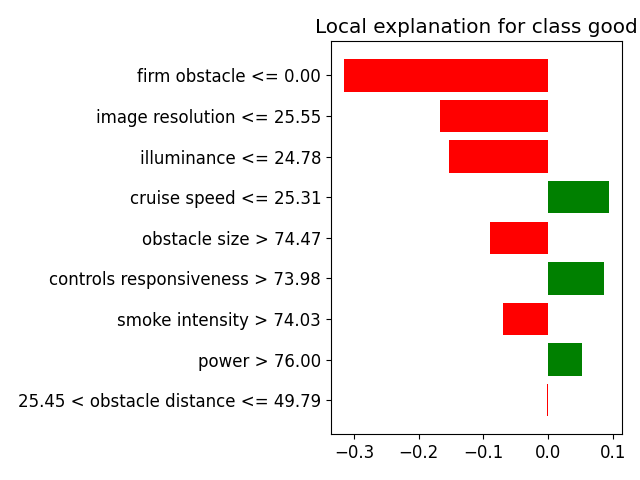 Local explanation for class good
firm obstacle <= 0.00
image resolution <= 25.55
illuminance <= 24.78
cruise speed <= 25.31
obstacle size > 74.47
controls responsiveness > 73.98
smoke intensity > 74.03
power > 76.00
25.45 < obstacle distance <= 49.79
−0.3 −0.2 −0.1 0.0 0.1